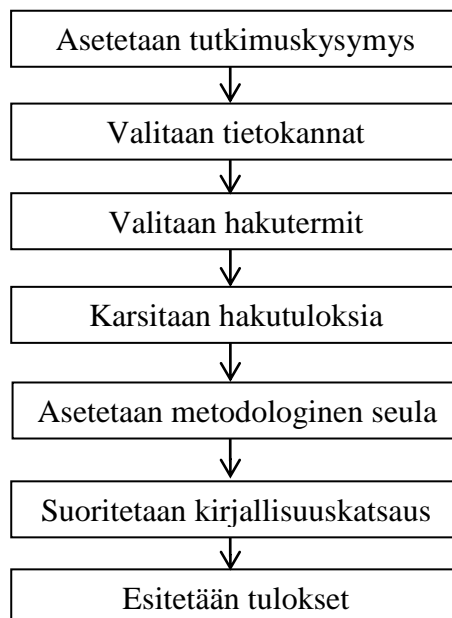 Asetetaan tutkimuskysymys
Valitaan tietokannat
Valitaan hakutermit
Karsitaan hakutuloksia
Asetetaan metodologinen seula
Suoritetaan kirjallisuuskatsaus
Esitetään tulokset